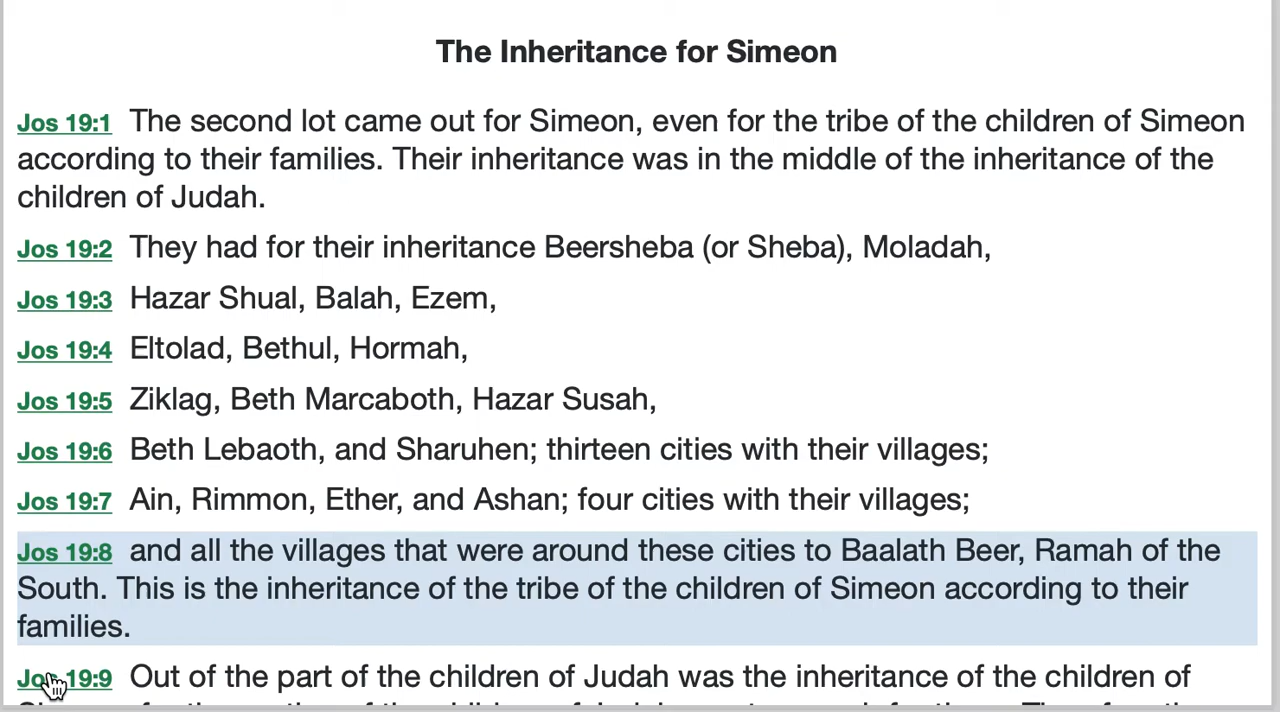 The Inheritance for Simeon
Jos 19:1 The second lot came out for Simeon, even for the tribe of the children of Simeon
according to their families. Their inheritance was in the middle of the inheritance of the
children of Judah.
Jos 19:2 They had for their inheritance Beersheba (or Sheba), Moladah,
Jos 19:3 Hazar Shual, Balah, Ezem,
Jos 19:4 Eltolad, Bethul, Hormah,
Jos 19:5 Ziklag, Beth Marcaboth, Hazar Susah,
Jos 19:6 Beth Lebaoth, and Sharuhen; thirteen cities with their villages;
Jos 19:7 Ain, Rimmon, Ether, and Ashan; four cities with their villages;
Jos 19:8 and all the villages that were around these cities to Baalath Beer, Ramah of the
South. This is the inheritance of the tribe of the children of Simeon according to their
families.
Jos 19:9 Out of the part of the children of Judah was the inheritance of the children of